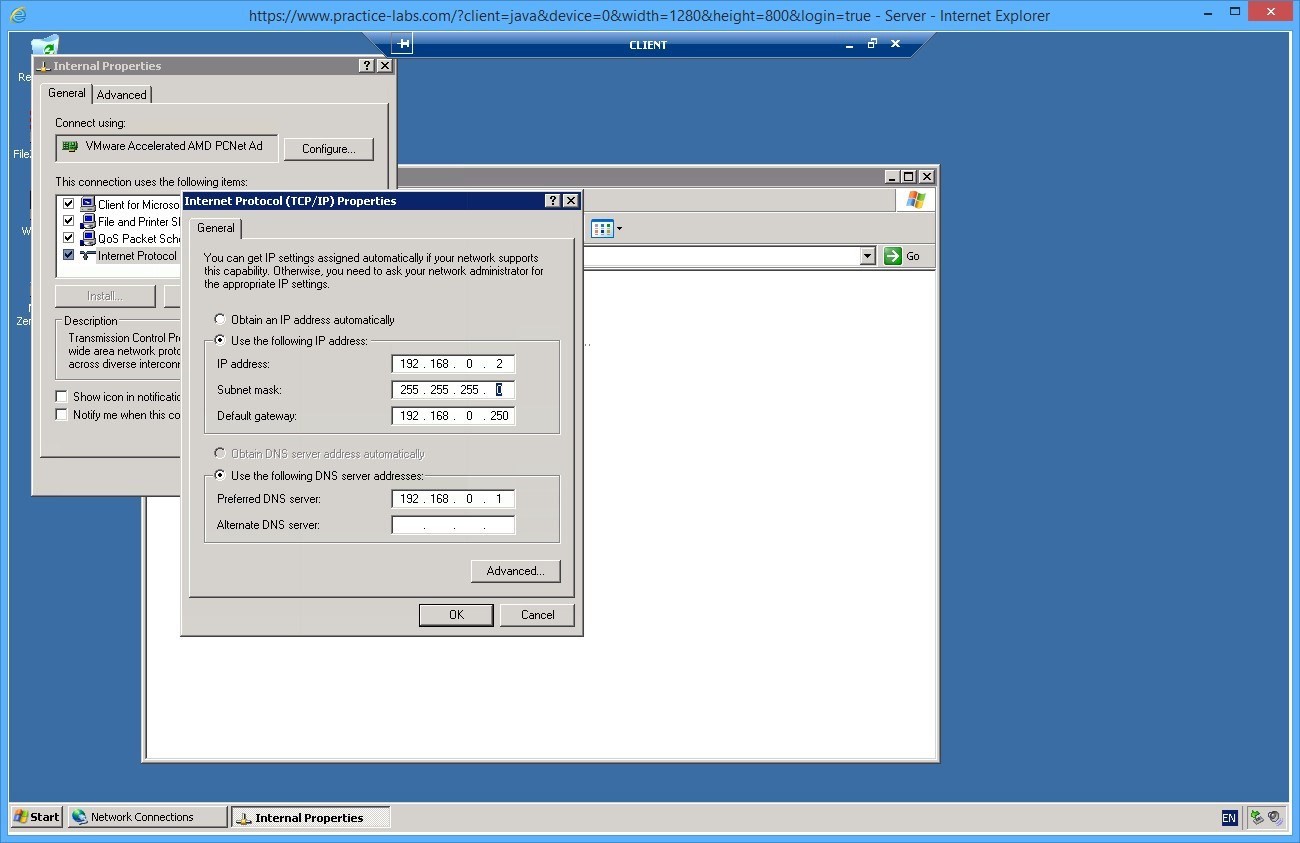 https://www.practice-labs.com/?client=java&device=0&width=1280&height=800&login=true - Server - Internet Explorer
CLIENT
Re
Internal Properties
General
Advanced
Connect using:
VMware Accelerated AMD PCNet Ad
Configure...
This connection uses the following items:
Client for Microso
File and Printer S
QoS Packet Sch
Internet Protocol
Install...
Description
Transmission Control Pr
wide area network proto
across diverse interconn
Show icon in notificatio
Notify me when this co
Internet Protocol (TCP/IP) Properties
General
You can get IP settings assigned automatically if your network supports
this capability. Otherwise, you need to ask your network administrator for
the appropriate IP settings.
Obtain an IP address automatically
Use the following IP address:
IP address: 192 . 168 . 0 . 2
Subnet mask: 255 . 255 . 255 . 0
Default gateway: 192 . 168 . 0 . 250
Obtain DNS server address automatically
Use the following DNS server addresses:
Preferred DNS server: 192 . 168 . 0 . 1
Alternate DNS server: . . .
Advanced...
OK
Cancel
Go
File
W
Zer
Start
Network Connections
Internal Properties
EN